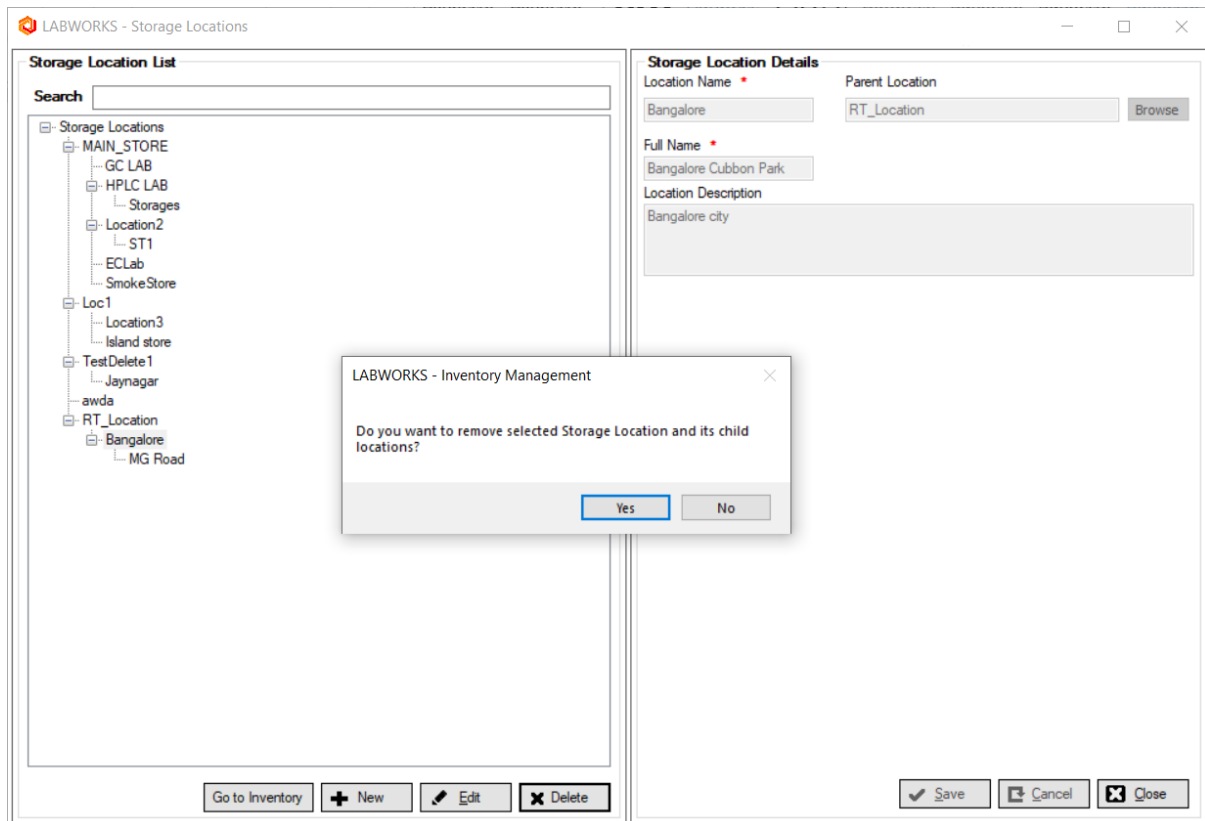 LABWORKS - Storage Locations
Storage Location List
Search
Storage Locations
MAIN_STORE
GC LAB
HPLC LAB
Storages
Location2
ST1
ECLab
SmokeStore
Loc1
Location3
Island store
TestDelete1
Jaynagar
awda
RT_Location
Bangalore
MG Road
Go to Inventory
New
Edit
Delete
Storage Location Details
Location Name *
Parent Location
Bangalore
RT_Location
Browse
Full Name *
Bangalore Cubbon Park
Location Description
Bangalore city
LABWORKS - Inventory Management
Do you want to remove selected Storage Location and its child
locations?
Yes
No
Save
Cancel
Close